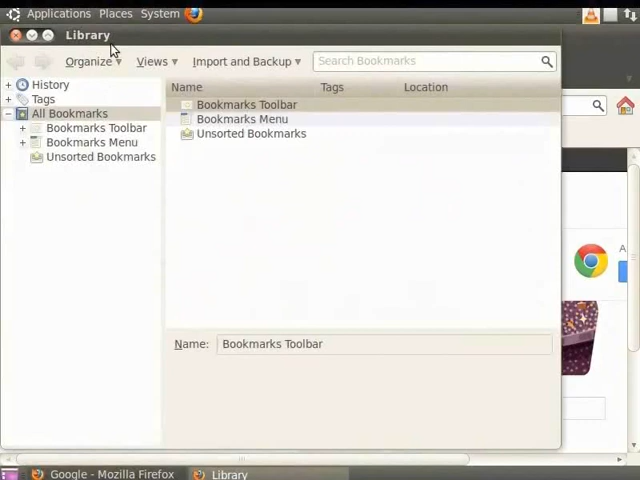 Applications Places System
Library
Organize Views Import and Backup Search Bookmarks
History
Tags
All Bookmarks
Bookmarks Toolbar
Bookmarks Menu
Unsorted Bookmarks
Name Tags Location
Bookmarks Toolbar
Bookmarks Menu
Unsorted Bookmarks
Name: Bookmarks Toolbar
A
Google - Mozilla Firefox Library